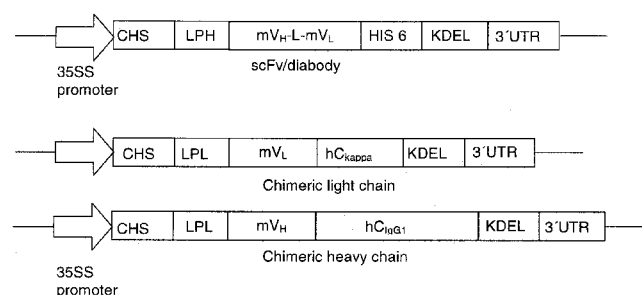 CHS LPH mVH-L-mVL HIS 6 KDEL 3´UTR
35SS
promoter
scFv/diabody
CHS LPL mVL hCkappa KDEL 3´UTR
Chimeric light chain
CHS LPL mVH hCIgG1 KDEL 3´UTR
Chimeric heavy chain
35SS
promoter